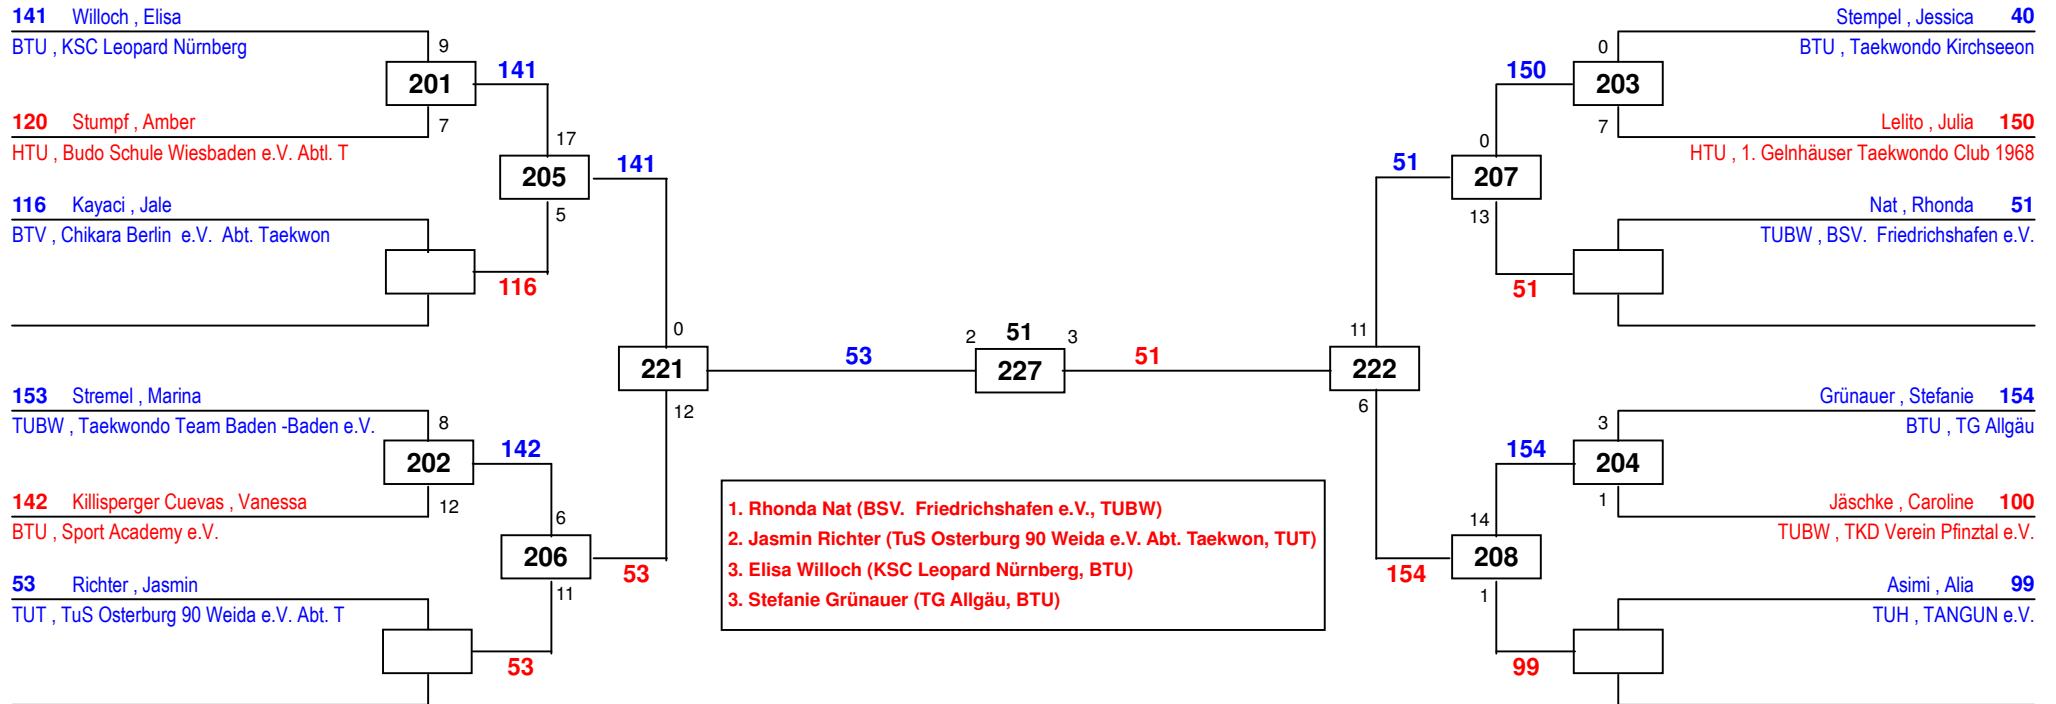 141 Willoch , Elisa
BTU , KSC Leopard Nürnberg
9
201
141
120 Stumpf , Amber
7
HTU , Budo Schule Wiesbaden e.V. Abtl. T
17
205
141
116 Kayaci , Jale
5
BTV , Chikara Berlin e.V. Abt. Taekwon
116
0
221
53
12
153 Stremel , Marina
TUBW , Taekwondo Team Baden -Baden e.V.
8
202
142
142 Killisperger Cuevas , Vanessa
12
BTU , Sport Academy e.V.
6
206
53
53 Richter , Jasmin
11
TUT , TuS Osterburg 90 Weida e.V. Abt. T
53
2 51 3
227
51
1. Rhonda Nat (BSV. Friedrichshafen e.V., TUBW)
2. Jasmin Richter (TuS Osterburg 90 Weida e.V. Abt. Taekwon, TUT)
3. Elisa Willoch (KSC Leopard Nürnberg, BTU)
3. Stefanie Grünauer (TG Allgäu, BTU)
Stempel , Jessica 40
0
BTU , Taekwondo Kirchseeon
150
203
7
Lelito , Julia 150
HTU , 1. Gelnhäuser Taekwondo Club 1968
0
51
207
13
Nat , Rhonda 51
TUBW , BSV. Friedrichshafen e.V.
51
11
222
6
Grünauer , Stefanie 154
3
BTU , TG Allgäu
154
204
1
Jäschke , Caroline 100
TUBW , TKD Verein Pfinztal e.V.
14
208
154
1
Asimi , Alia 99
TUH , TANGUN e.V.
99